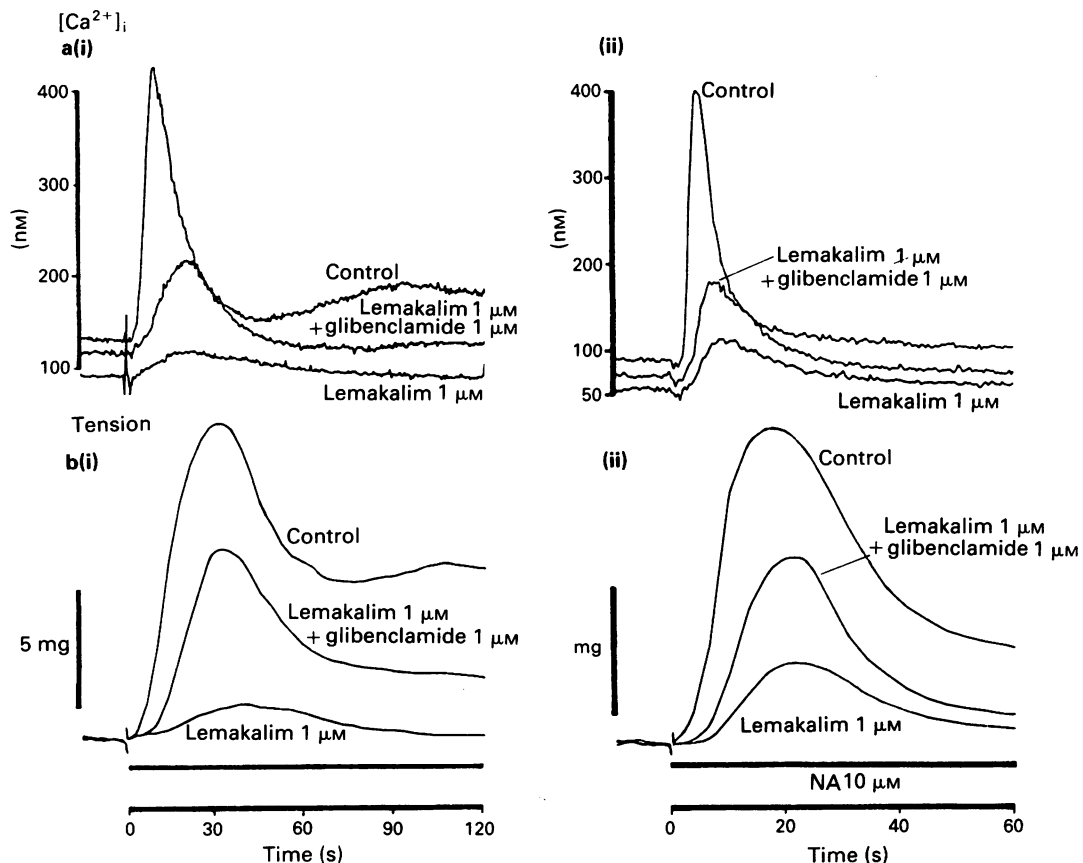 [Ca²⁺]ᵢ
a(i)
400
300
200
100
(nM)
Control
Lemakalim 1 μM
+ glibenclamide 1 μM
Lemakalim 1 μM
(ii)
400
300
200
100
50
(nM)
Control
Lemakalim 1 μM
+ glibenclamide 1 μM
Lemakalim 1 μM
Tension
b(i)
5 mg
Control
Lemakalim 1 μM
+ glibenclamide 1 μM
Lemakalim 1 μM
0 30 60 90 120
Time (s)
(ii)
mg
Control
Lemakalim 1 μM
+ glibenclamide 1 μM
Lemakalim 1 μM
NA 10 μM
0 20 40 60
Time (s)